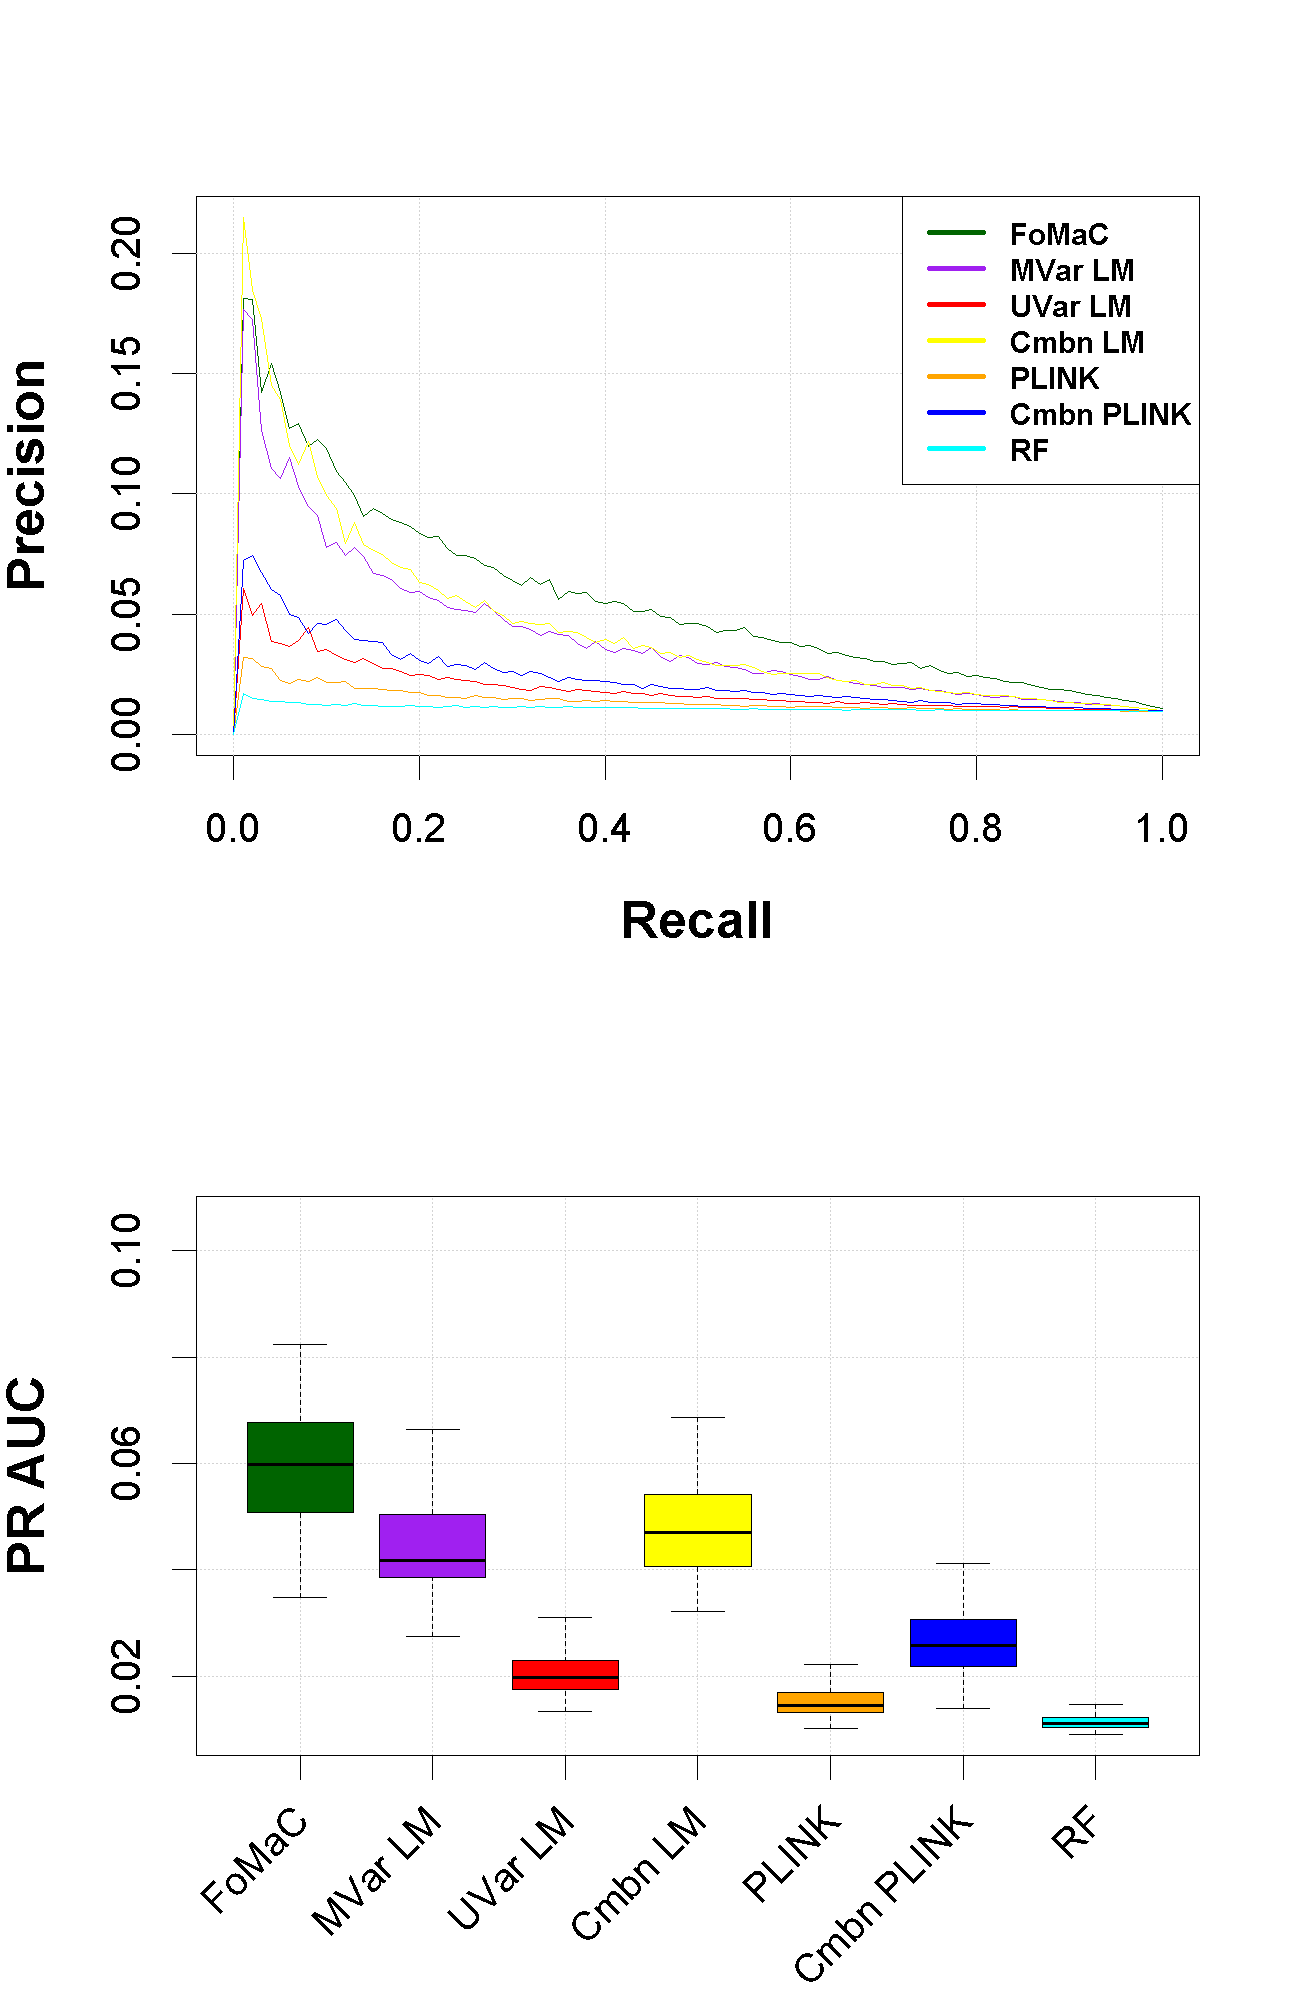 Precision
0.20
0.15
0.10
0.05
0.00
FoMaC
MVar LM
UVar LM
Cmbn LM
PLINK
Cmbn PLINK
RF
0.0 0.2 0.4 0.6 0.8 1.0
Recall
PR AUC
0.10
0.06
0.02
FoMaC MVar LM UVar LM Cmbn LM PLINK Cmbn PLINK RF